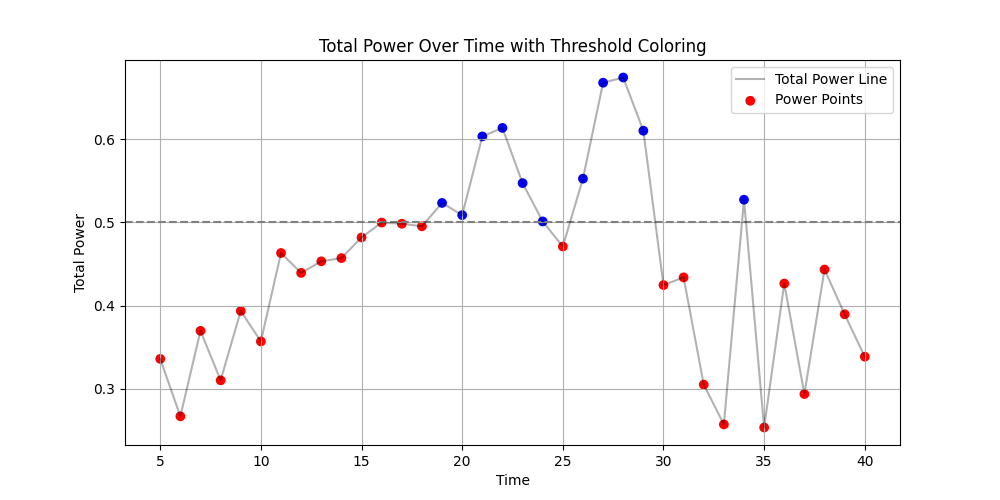 Total Power Over Time with Threshold Coloring
Total Power Line
Power Points
Total Power
0.6
0.5
0.4
0.3
5 10 15 20 25 30 35 40
Time